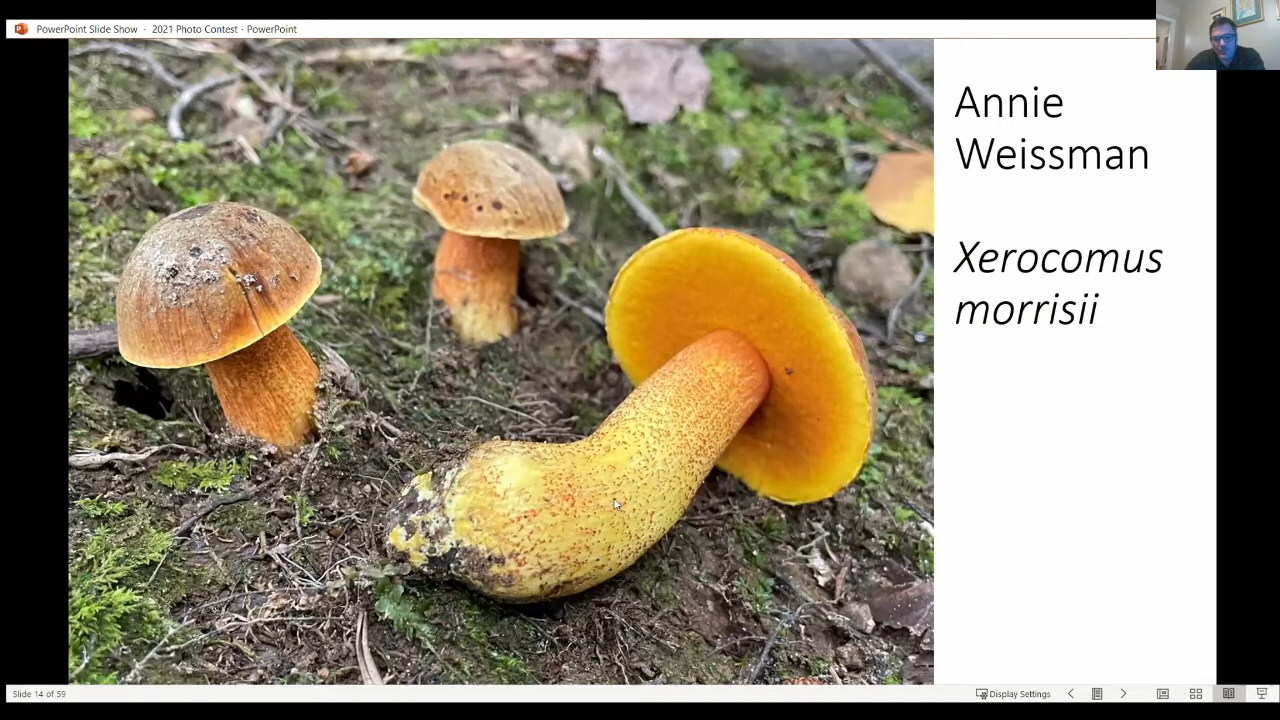 PowerPoint Slide Show - 2021 Photo Contest - PowerPoint
Annie
Weissman
Xerocomus
morrisii
Slide 14 of 59
Display Settings